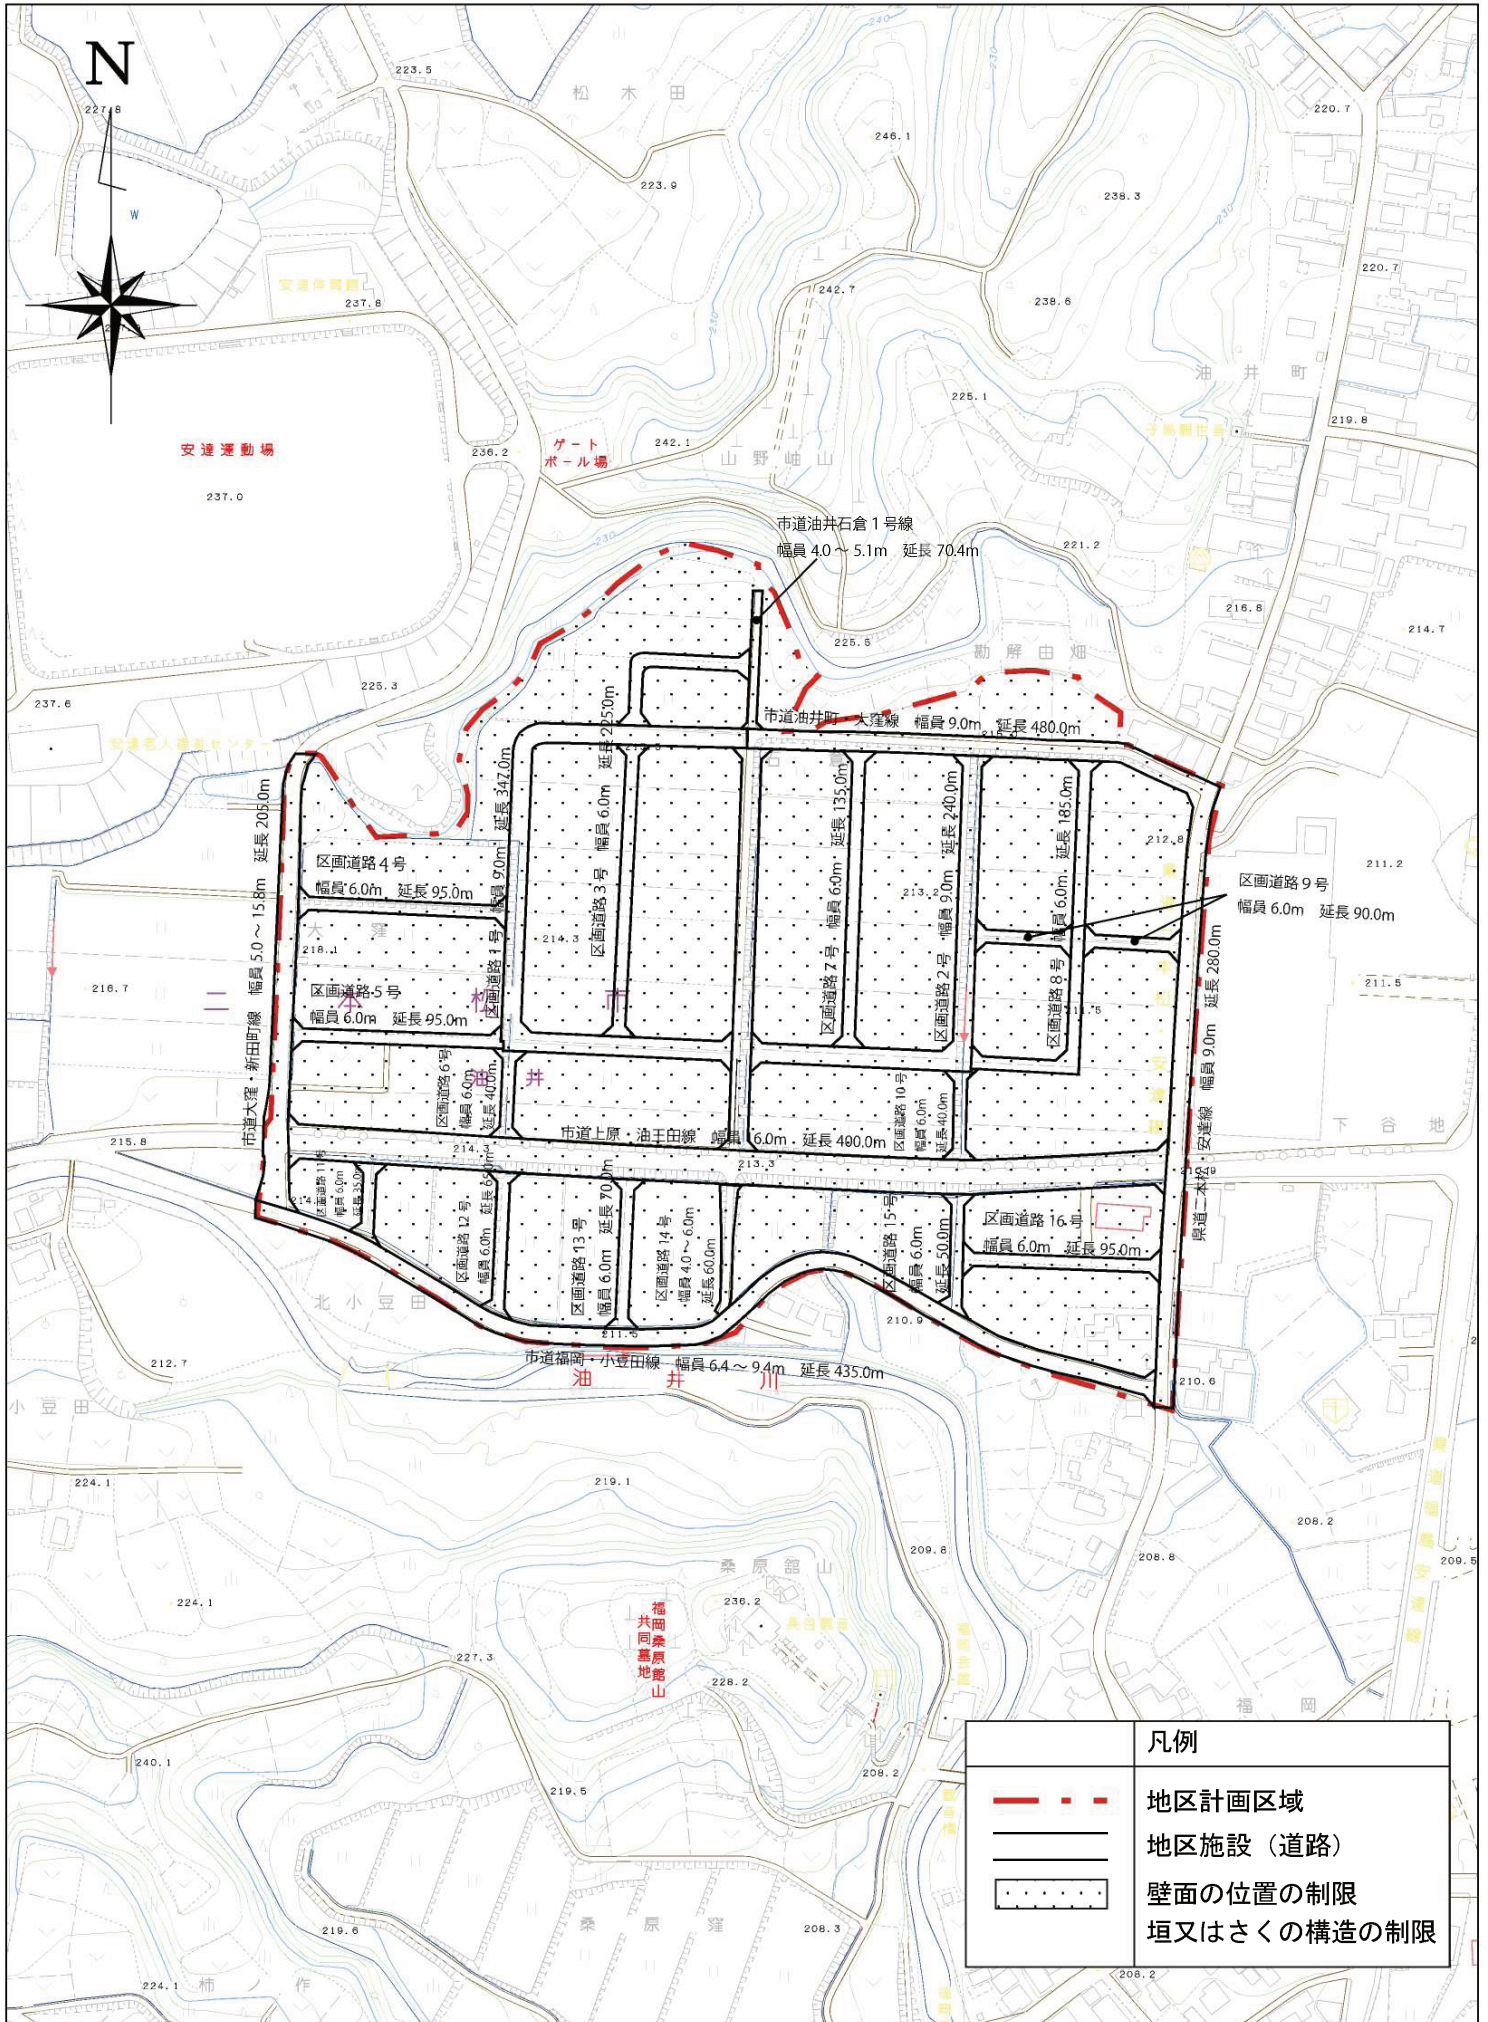 N
223.5
松木田
220.7
227.8
246.1
W
223.9
238.3
安達体育館
237.8
242.7
238.6
220.7
油井町
225.1
219.8
安達運動場
237.0
236.2
ゲート
ボール場
242.1
山野岫山
市道油井石倉1号線
幅員 4.0～5.1m 延長 70.4m
221.2
216.8
214.7
225.5
勘解由畑
225.3
237.6
市道油井町・大窪線 幅員 9.0m 延長 480.0m
市道大窪・新田町線 幅員 5.0～15.8m 延長 205.0m
区画道路4号
幅員 6.0m 延長 95.0m
大窪
218.1
区画道路5号
幅員 6.0m 延長 95.0m
区画道路1号 幅員 9.0m 延長 347.0m
214.3
区画道路3号 幅員 6.0m 延長 225.0m
区画道路7号 幅員 6.0m 延長 135.0m
213.2
区画道路2号 幅員 9.0m 延長 240.0m
区画道路8号 幅員 6.0m 延長 185.0m
212.8
211.2
区画道路9号
幅員 6.0m 延長 90.0m
211.5
211.5
216.7
二本松市
油井
区画道路6号
幅員 6.0m
延長 40.0m
区画道路10号
幅員 6.0m
延長 40.0m
県道二本松・安達線 幅員 9.0m 延長 280.0m
下谷地
215.8
市道上原・油王田線 幅員 16.0m 延長 400.0m
214.3
213.3
区画道路11号
幅員 6.0m
延長 35.0m
区画道路12号
幅員 6.0m 延長 65.0m
区画道路13号
幅員 6.0m 延長 70.0m
区画道路14号
幅員 4.0～6.0m
延長 60.0m
区画道路15号
幅員 6.0m
延長 50.0m
区画道路16号
幅員 6.0m 延長 95.0m
北小豆田
211.5
210.9
市道福岡・小豆田線 幅員 6.4～9.4m 延長 435.0m
油井川
210.6
212.7
小豆田
224.1
219.1
208.2
209.8
208.8
209.5
桑原舘山
236.2
224.1
福岡桑原舘山
共同墓地
227.3
228.2
福岡
240.1
219.5
208.2
桑原窪
219.6
208.3
224.1
柿ノ作
208.2
凡例
地区計画区域
地区施設（道路）
壁面の位置の制限
垣又はさくの構造の制限